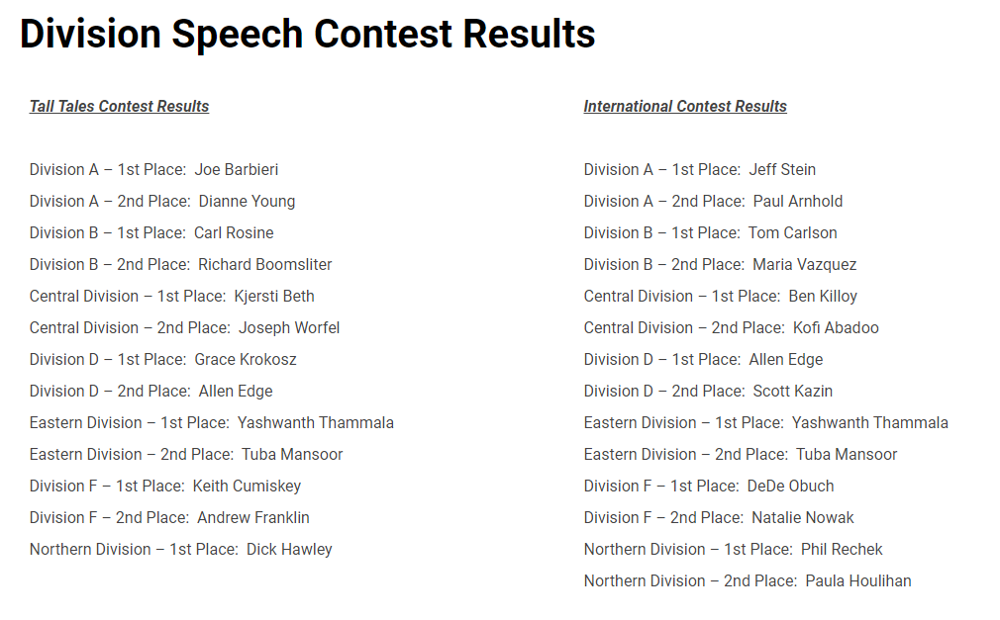 Division Speech Contest Results
Tall Tales Contest Results
Division A – 1st Place:  Joe Barbieri
Division A – 2nd Place:  Dianne Young
Division B – 1st Place:  Carl Rosine
Division B – 2nd Place:  Richard Boomsliter
Central Division – 1st Place:  Kjersti Beth
Central Division – 2nd Place:  Joseph Worfel
Division D – 1st Place:  Grace Krokosz
Division D – 2nd Place:  Allen Edge
Eastern Division – 1st Place:  Yashwanth Thammala
Eastern Division – 2nd Place:  Tuba Mansoor
Division F – 1st Place:  Keith Cumiskey
Division F – 2nd Place:  Andrew Franklin
Northern Division – 1st Place:  Dick Hawley
International Contest Results
Division A – 1st Place:  Jeff Stein
Division A – 2nd Place:  Paul Arnhold
Division B – 1st Place:  Tom Carlson
Division B – 2nd Place:  Maria Vazquez
Central Division – 1st Place:  Ben Killoy
Central Division – 2nd Place:  Kofi Abadoo
Division D – 1st Place:  Allen Edge
Division D – 2nd Place:  Scott Kazin
Eastern Division – 1st Place:  Yashwanth Thammala
Eastern Division – 2nd Place:  Tuba Mansoor
Division F – 1st Place:  DeDe Obuch
Division F – 2nd Place:  Natalie Nowak
Northern Division – 1st Place:  Phil Rechek
Northern Division – 2nd Place:  Paula Houlihan